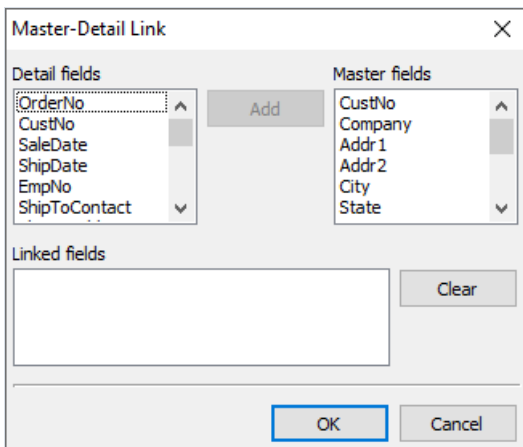 Master-Detail Link
Detail fields
Master fields
OrderNo
CustNo
SaleDate
ShipDate
EmpNo
ShipToContact
Add
CustNo
Company
Addr1
Addr2
City
State
Linked fields
Clear
OK
Cancel